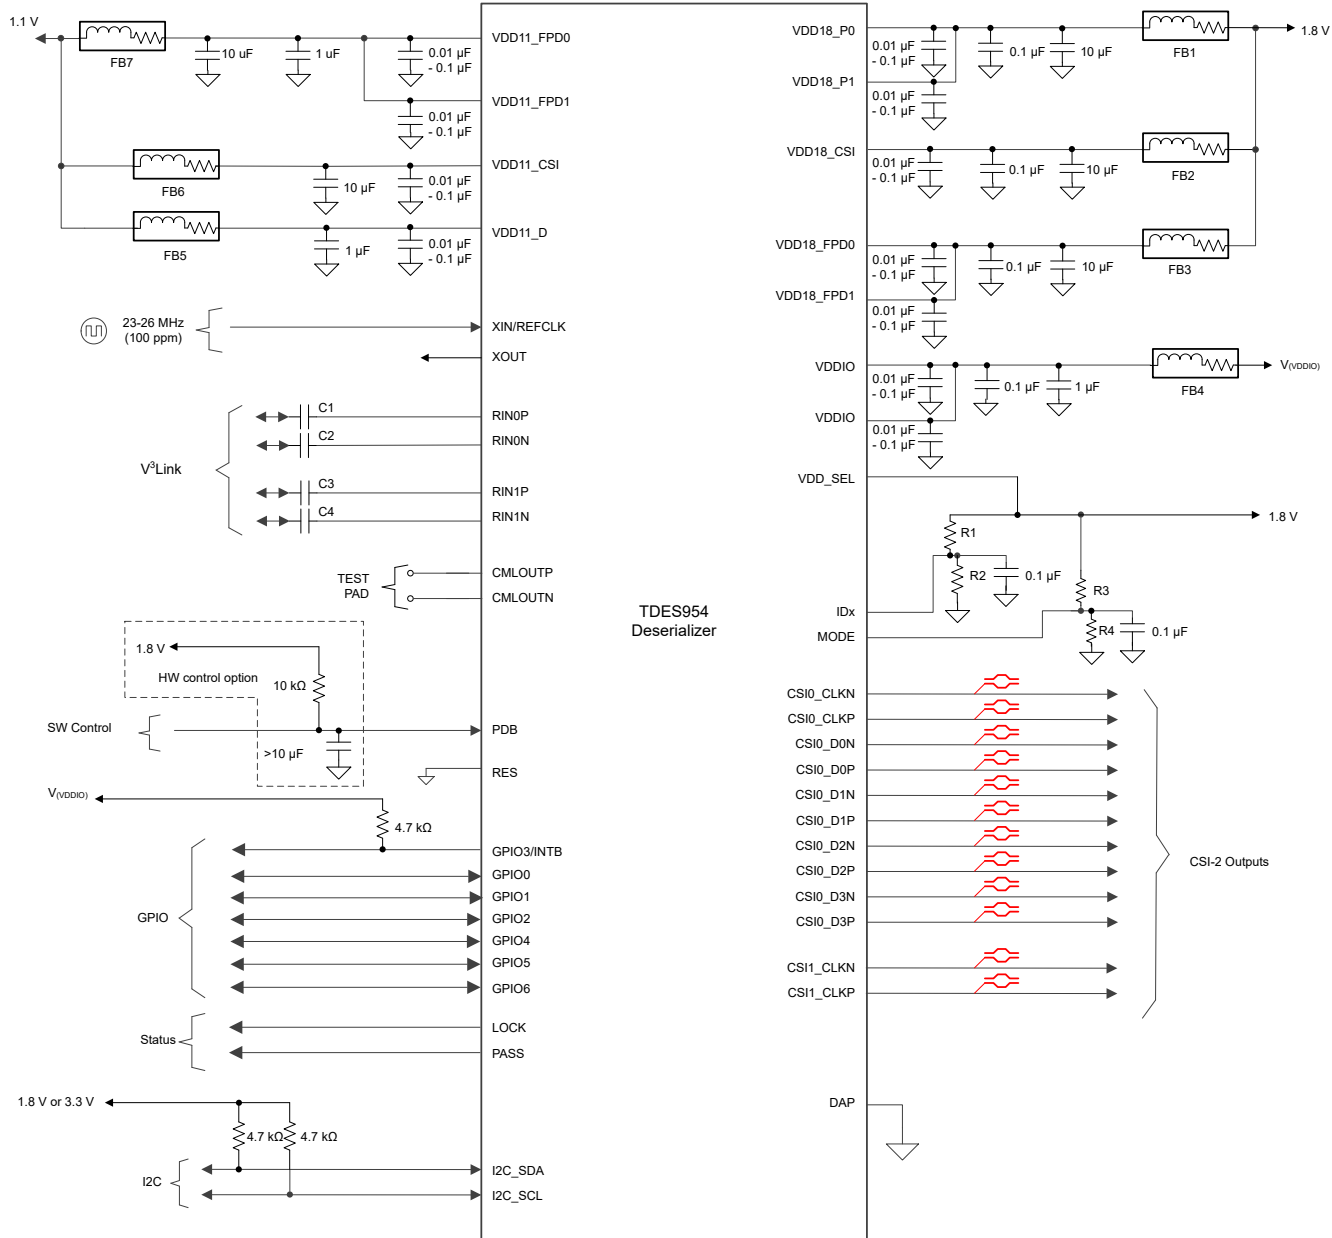 1.1 V
FB7
10 uF
1 uF
0.01 µF
- 0.1 µF
VDD11_FPD0
0.01 µF
- 0.1 µF
VDD11_FPD1
FB6
10 µF
0.01 µF
- 0.1 µF
VDD11_CSI
FB5
1 µF
0.01 µF
- 0.1 µF
VDD11_D
23-26 MHz
(100 ppm)
XIN/REFCLK
XOUT
V³Link
C1
RIN0P
C2
RIN0N
C3
RIN1P
C4
RIN1N
TEST
PAD
CMLOUTP
CMLOUTN
1.8 V
HW control option
10 kΩ
SW Control
>10 µF
PDB
RES
V(VDDIO)
4.7 kΩ
GPIO
GPIO3/INTB
GPIO0
GPIO1
GPIO2
GPIO4
GPIO5
GPIO6
Status
LOCK
PASS
1.8 V or 3.3 V
4.7 kΩ
4.7 kΩ
I2C
I2C_SDA
I2C_SCL
TDES954
Deserializer
VDD18_P0
0.01 µF
- 0.1 µF
0.1 µF
10 µF
FB1
1.8 V
VDD18_P1
0.01 µF
- 0.1 µF
VDD18_CSI
0.01 µF
- 0.1 µF
0.1 µF
10 µF
FB2
VDD18_FPD0
0.01 µF
- 0.1 µF
0.1 µF
10 µF
FB3
VDD18_FPD1
0.01 µF
- 0.1 µF
VDDIO
0.01 µF
- 0.1 µF
0.1 µF
1 µF
FB4
V(VDDIO)
VDDIO
0.01 µF
- 0.1 µF
VDD_SEL
1.8 V
R1
R2
0.1 µF
R3
IDx
MODE
R4
0.1 µF
CSI0_CLKN
CSI0_CLKP
CSI0_D0N
CSI0_D0P
CSI0_D1N
CSI0_D1P
CSI0_D2N
CSI0_D2P
CSI0_D3N
CSI0_D3P
CSI1_CLKN
CSI1_CLKP
CSI-2 Outputs
DAP